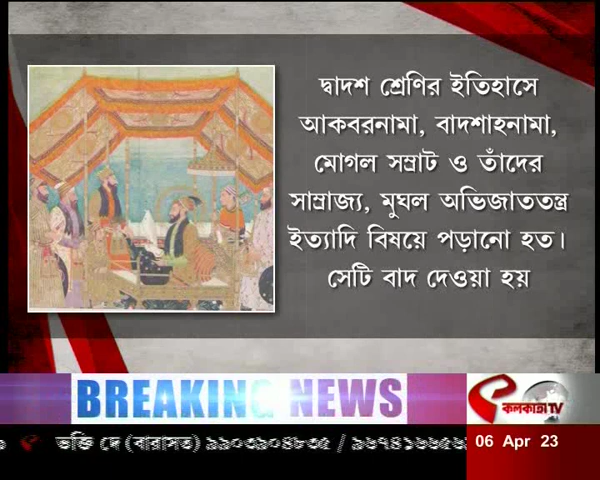 দ্বাদশ শ্রেণির ইতিহাসে
আকবরনামা, বাদশাহনামা,
মোগল সম্রাট ও তাঁদের
সাম্রাজ্য, মুঘল অভিজাততন্ত্র
ইত্যাদি বিষয়ে পড়ানো হত।
সেটি বাদ দেওয়া হয়
BREAKING NEWS
কলকাতা TV
ভক্তি দে (বারাসত) ৯৯০৩৯০৪৮৩৫ /
06 Apr 23